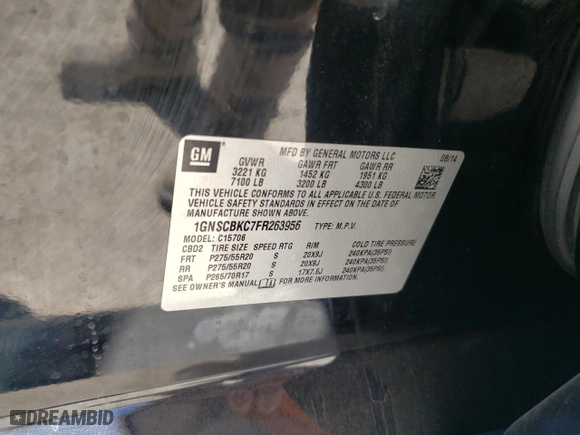 GM
MFD BY GENERAL MOTORS LLC 08/14
GVWR GAWR FRT GAWR RR
3221 KG 1452 KG 1951 KG
7100 LB 3200 LB 4300 LB
THIS VEHICLE CONFORMS TO ALL APPLICABLE U.S. FEDERAL MOTOR
VEHICLE SAFETY STANDARDS IN EFFECT ON THE DATE OF
MANUFACTURE SHOWN ABOVE.
1GNSCBKC7FR263956 TYPE: M.P.V.
MODEL: C15706
CBD2 TIRE SIZE SPEED RTG RIM COLD TIRE PRESSURE
FRT P275/55R20 S 20X9J 240KPA(35PSI)
RR P275/55R20 S 20X9J 240KPA(35PSI)
SPA P265/70R17 S 17X7.5J 240KPA(35PSI)
SEE OWNER'S MANUAL FOR MORE INFORMATION.
DREAMBID